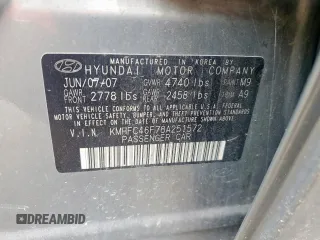 MANUFACTURED IN KOREA BY
HYUNDAI MOTOR COMPANY
JUN/07/07 GVWR 4740 lbs PAINT M9
GAWR FRONT 2778 lbs GAWR REAR 2458 lbs TRIM A9
THIS VEHICLE CONFORMS TO ALL APPLICABLE U.S.
FEDERAL MOTOR VEHICLE SAFETY, BUMPER,
AND THEFT PREVENTION STANDARDS
IN EFFECT ON THE DATE OF MANUFACTURE SHOWN ABOVE.
V.I.N. KMHFC46F78A251572
PASSENGER CAR
DREAMBID